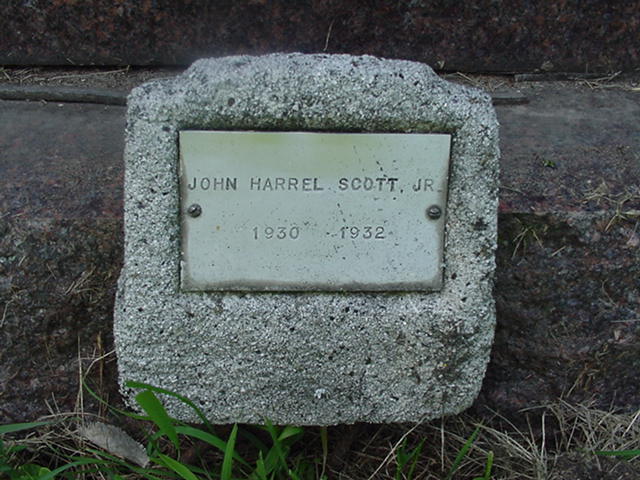 JOHN HARREL SCOTT, JR.
1930 1932